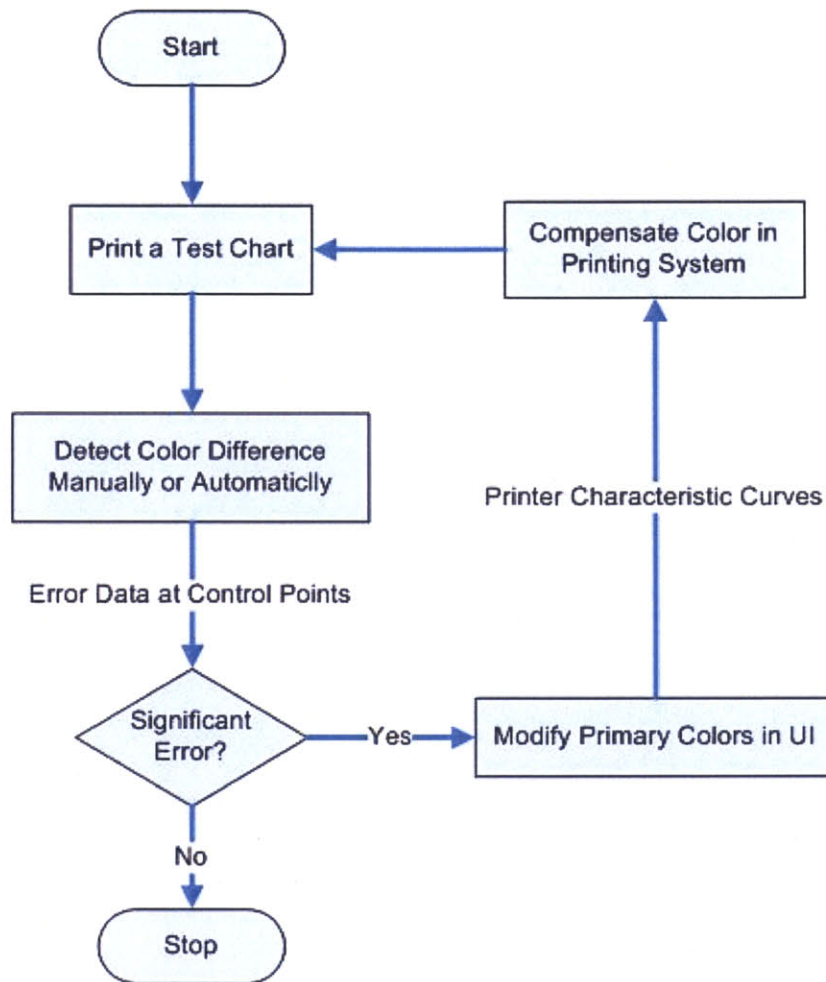 Start
Print a Test Chart
Compensate Color in
Printing System
Detect Color Difference
Manually or Automaticlly
Printer Characteristic Curves
Error Data at Control Points
Significant
Error?
Yes
Modify Primary Colors in UI
No
Stop